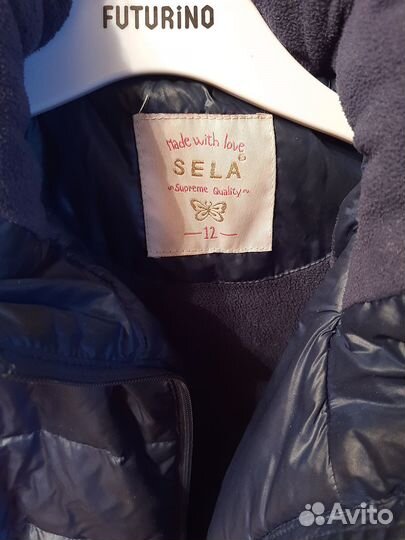 FUTURiNO
Made with love
SELA®
~Supreme Quality~
—12—
Avito